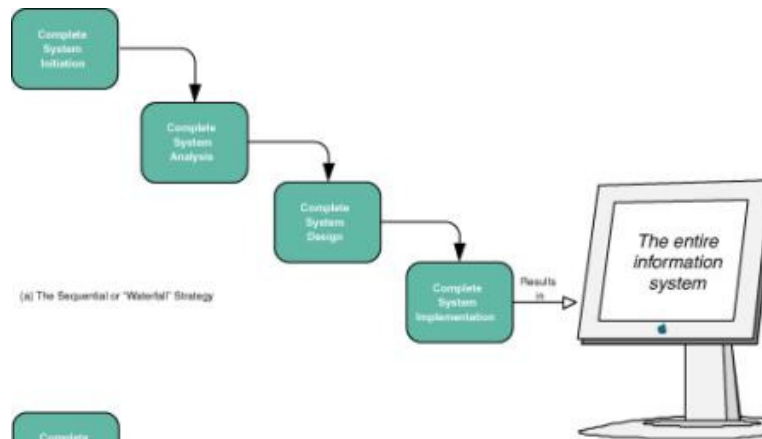 Complete
System
Initiation
Complete
System
Analysis
Complete
System
Design
(a) The Sequential or "Waterfall" Strategy
Complete
System
Implementation
Results
in
The entire
information
system
Complete